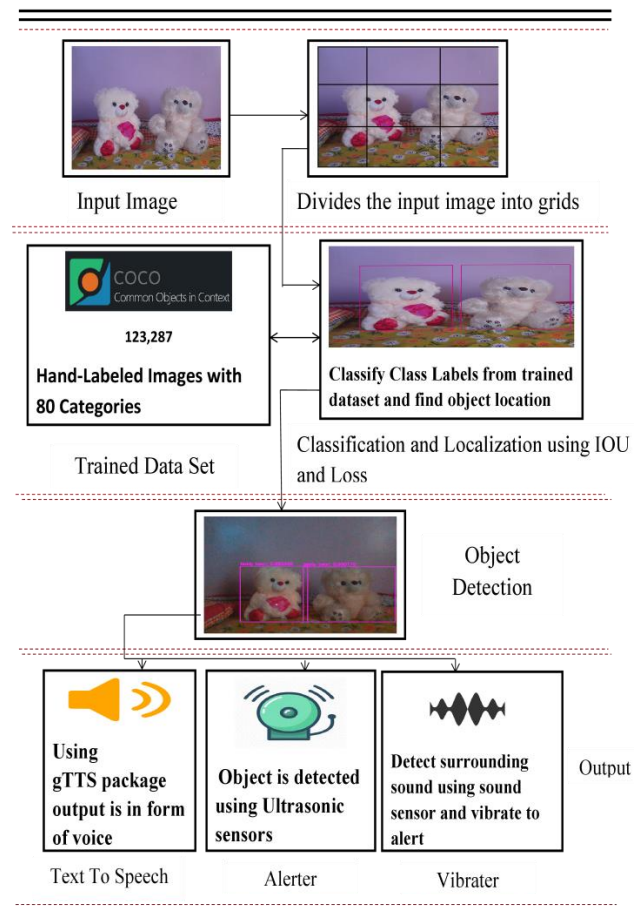 Input Image
Divides the input image into grids
COCO
Common Objects in Context
123,287
Hand-Labeled Images with
80 Categories
Trained Data Set
Classify Class Labels from trained
dataset and find object location
Classification and Localization using IOU
and Loss
Object
Detection
Using
gTTS package
output is in form
of voice
Text To Speech
Object is detected
using Ultrasonic
sensors
Alerter
Detect surrounding
sound using sound
sensor and vibrate to
alert
Vibrater
Output